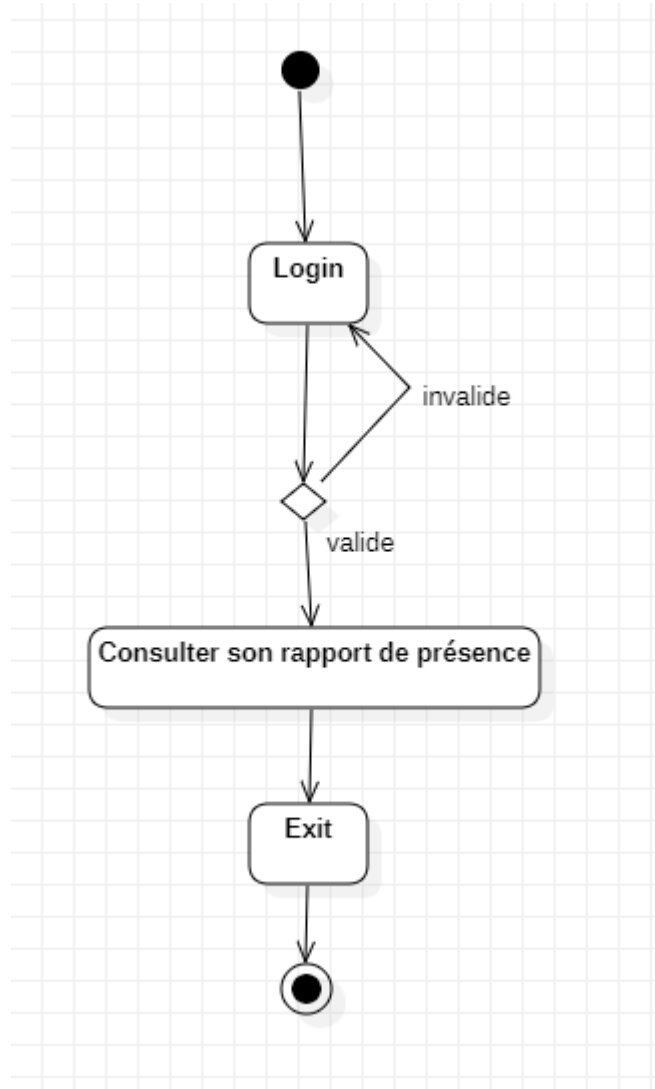 Login
invalide
valide
Consulter son rapport de présence
Exit